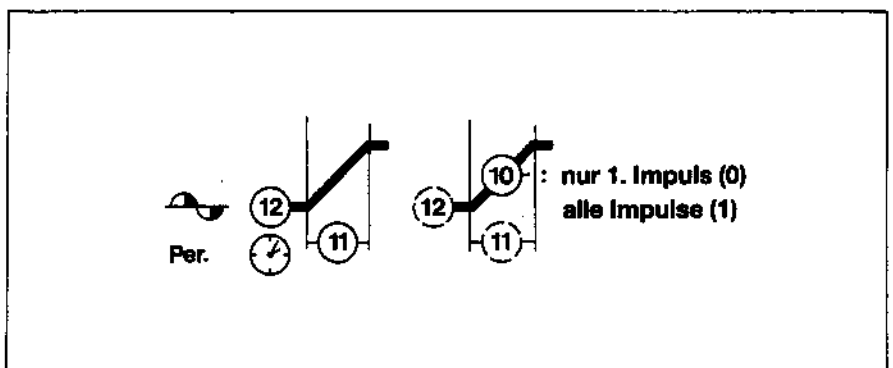 10 : nur 1. Impuls (0)
12 12 alle Impulse (1)
11 11
Per.